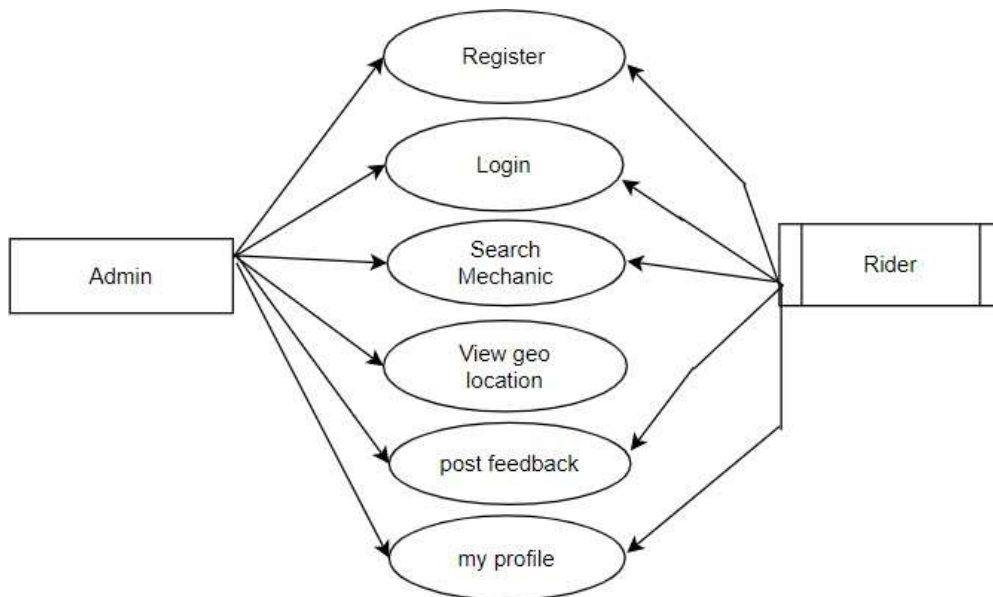 Register
Login
Admin
Search
Mechanic
Rider
View geo
location
post feedback
my profile